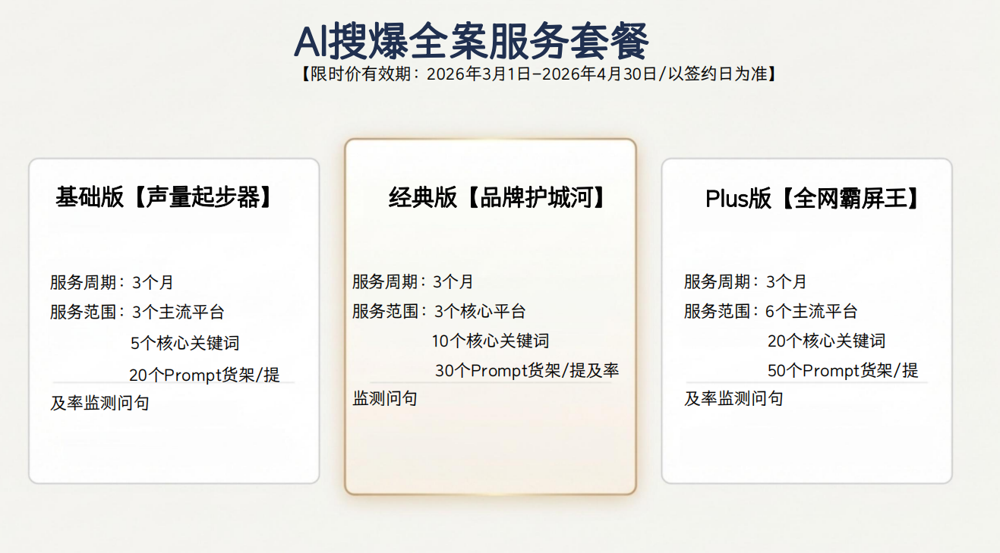 AI搜爆全案服务套餐
【限时价有效期：2026年3月1日-2026年4月30日/以签约日为准】
基础版【声量起步器】
服务周期：3个月
服务范围：3个主流平台
5个核心关键词
20个Prompt货架/提
及率监测问句
经典版【品牌护城河】
服务周期：3个月
服务范围：3个核心平台
10个核心关键词
30个Prompt货架/提及率
监测问句
Plus版【全网霸屏王】
服务周期：3个月
服务范围：6个主流平台
20个核心关键词
50个Prompt货架/提
及率监测问句